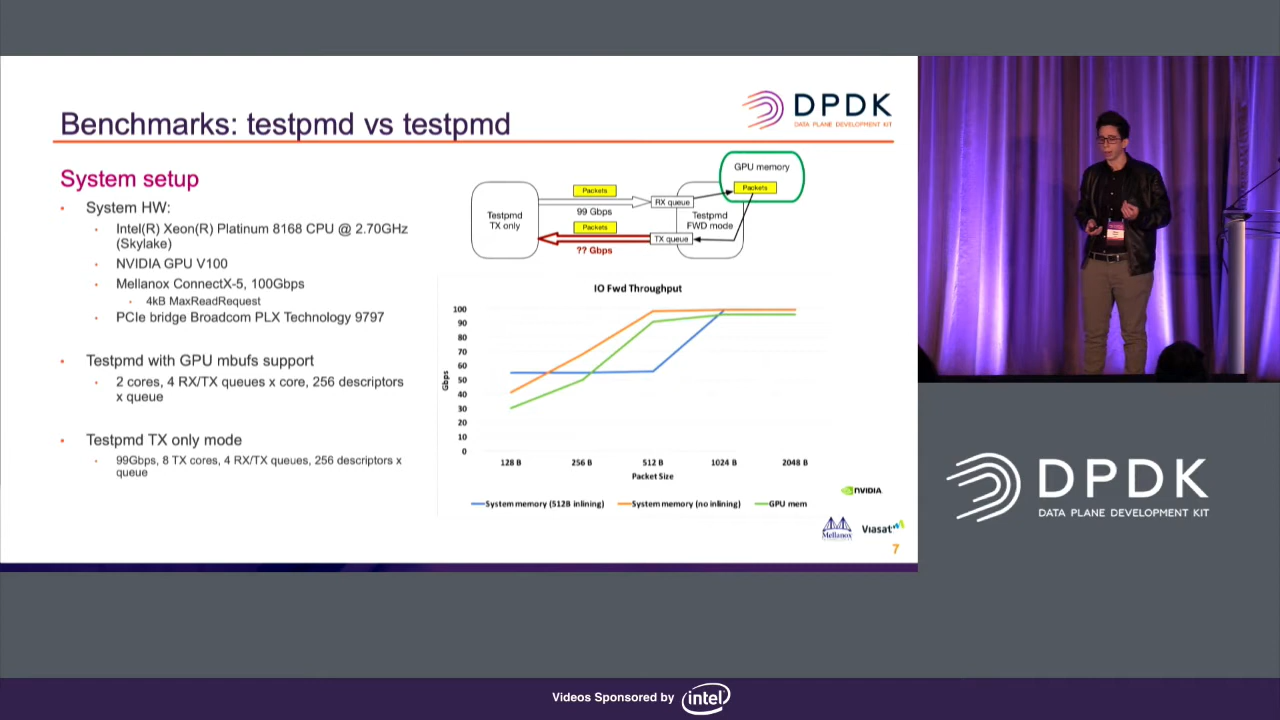 Benchmarks: testpmd vs testpmd
DPDK
DATA PLANE DEVELOPMENT KIT
System setup
• System HW:
• Intel(R) Xeon(R) Platinum 8168 CPU @ 2.70GHz
(Skylake)
• NVIDIA GPU V100
• Mellanox ConnectX-5, 100Gbps
• 4kB MaxReadRequest
• PCIe bridge Broadcom PLX Technology 9797
• Testpmd with GPU mbufs support
• 2 cores, 4 RX/TX queues x core, 256 descriptors
x queue
• Testpmd TX only mode
• 99Gbps, 8 TX cores, 4 RX/TX queues, 256 descriptors x
queue
GPU memory
Packets
Packets
RX queue
99 Gbps
Testpmd
TX only
Testpmd
FWD mode
Packets
TX queue
?? Gbps
IO Fwd Throughput
100
90
80
70
60
50
40
30
20
10
0
Gbps
128 B 256 B 512 B 1024 B 2048 B
Packet Size
System memory (512B inlining) System memory (no inlining) GPU mem
NVIDIA
Mellanox
Viasat
7
DPDK
DATA PLANE DEVELOPMENT KIT
Videos Sponsored by intel